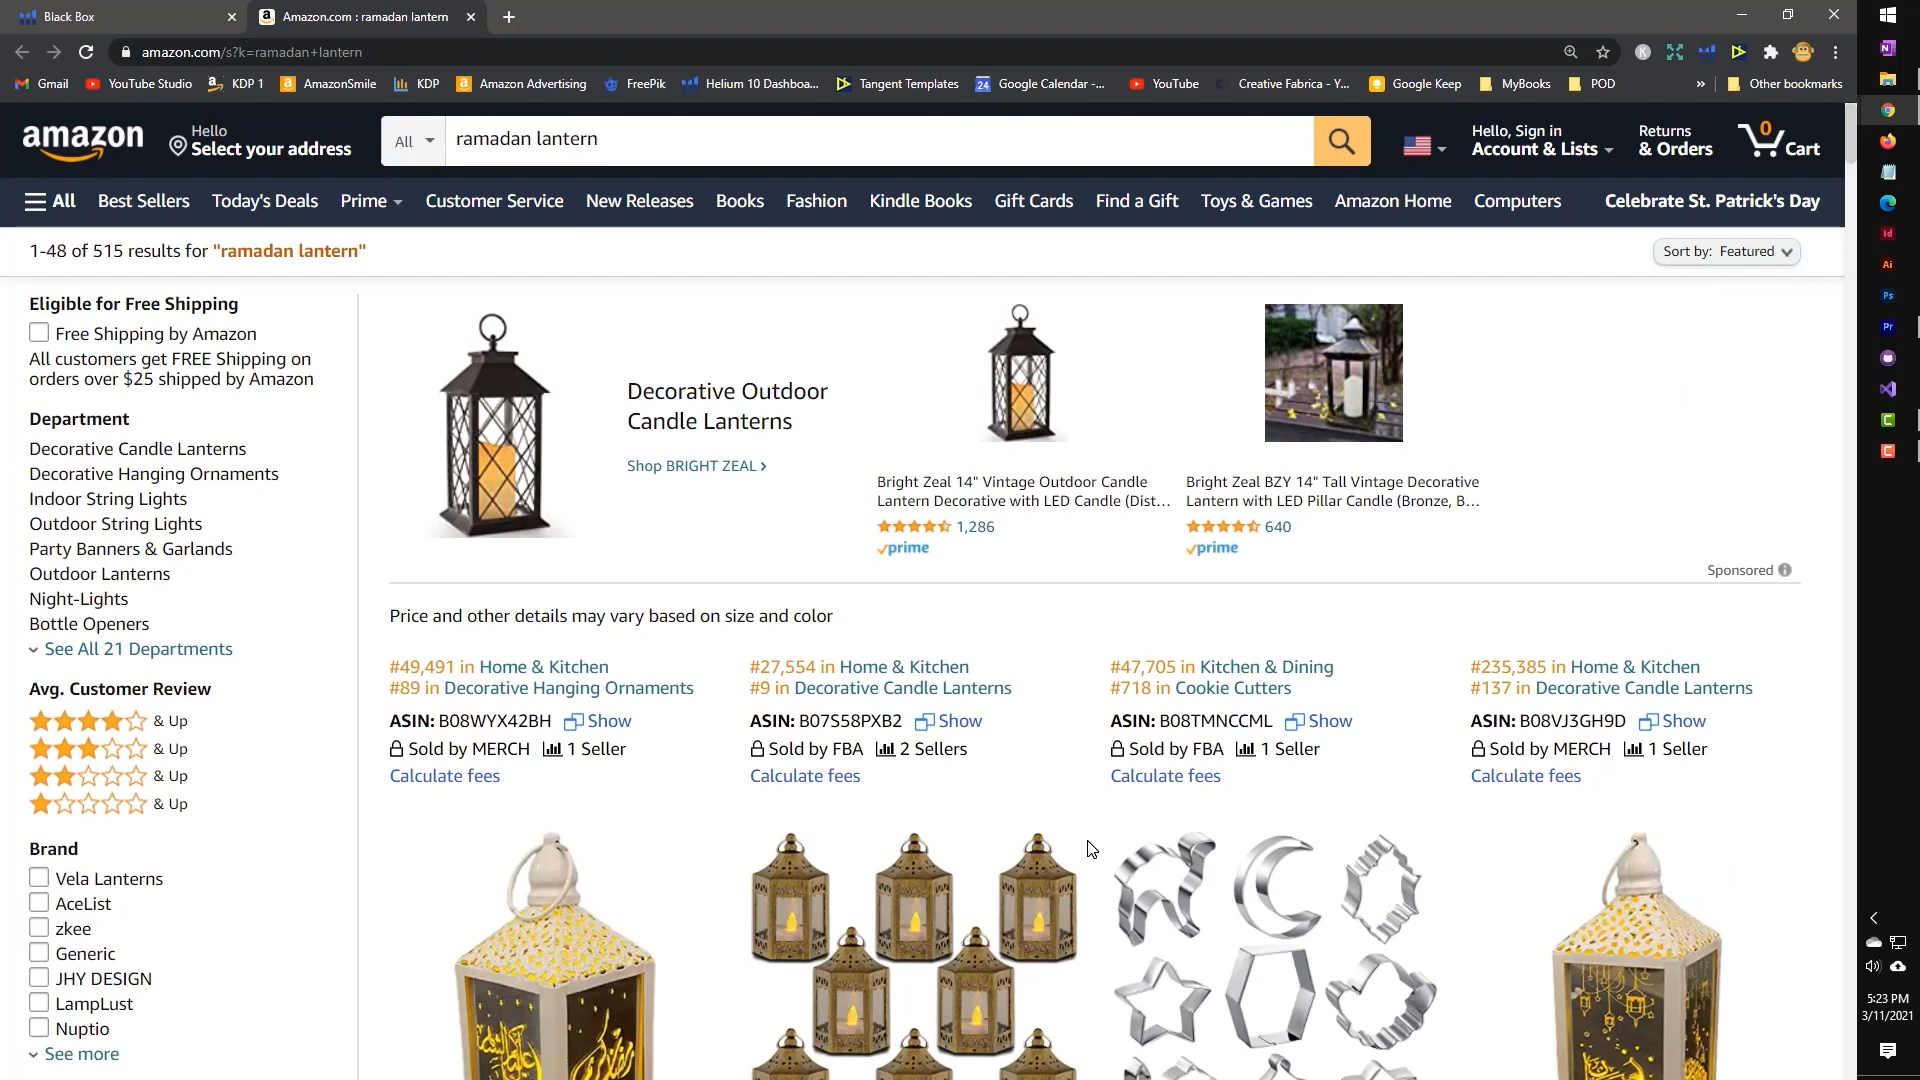 Black Box
Amazon.com : ramadan lantern
amazon.com/s?k=ramadan+lantern
Gmail
YouTube Studio
KDP 1
AmazonSmile
KDP
Amazon Advertising
FreePik
Helium 10 Dashboa...
Tangent Templates
24
Google Calendar -...
YouTube
Creative Fabrica - Y...
Google Keep
MyBooks
POD
»
Other bookmarks
amazon
Hello
Select your address
All
ramadan lantern
Hello, Sign in
Account & Lists
Returns
& Orders
0
Cart
All
Best Sellers
Today's Deals
Prime
Customer Service
New Releases
Books
Fashion
Kindle Books
Gift Cards
Find a Gift
Toys & Games
Amazon Home
Computers
Celebrate St. Patrick's Day
1-48 of 515 results for "ramadan lantern"
Sort by: Featured
Eligible for Free Shipping
Free Shipping by Amazon
All customers get FREE Shipping on
orders over $25 shipped by Amazon
Department
Decorative Candle Lanterns
Decorative Hanging Ornaments
Indoor String Lights
Outdoor String Lights
Party Banners & Garlands
Outdoor Lanterns
Night-Lights
Bottle Openers
See All 21 Departments
Avg. Customer Review
& Up
& Up
& Up
& Up
Brand
Vela Lanterns
AceList
zkee
Generic
JHY DESIGN
LampLust
Nuptio
See more
Decorative Outdoor
Candle Lanterns
Shop BRIGHT ZEAL ›
Bright Zeal 14" Vintage Outdoor Candle
Lantern Decorative with LED Candle (Dist...
1,286
prime
Bright Zeal BZY 14" Tall Vintage Decorative
Lantern with LED Pillar Candle (Bronze, B...
640
prime
Sponsored
Price and other details may vary based on size and color
#49,491 in Home & Kitchen
#89 in Decorative Hanging Ornaments
ASIN: B08WYX42BH Show
Sold by MERCH 1 Seller
Calculate fees
#27,554 in Home & Kitchen
#9 in Decorative Candle Lanterns
ASIN: B07S58PXB2 Show
Sold by FBA 2 Sellers
Calculate fees
#47,705 in Kitchen & Dining
#718 in Cookie Cutters
ASIN: B08TMNCCML Show
Sold by FBA 1 Seller
Calculate fees
#235,385 in Home & Kitchen
#137 in Decorative Candle Lanterns
ASIN: B08VJ3GH9D Show
Sold by MERCH 1 Seller
Calculate fees
N
Id
Ai
Ps
Pr
C
C
5:23 PM
3/11/2021